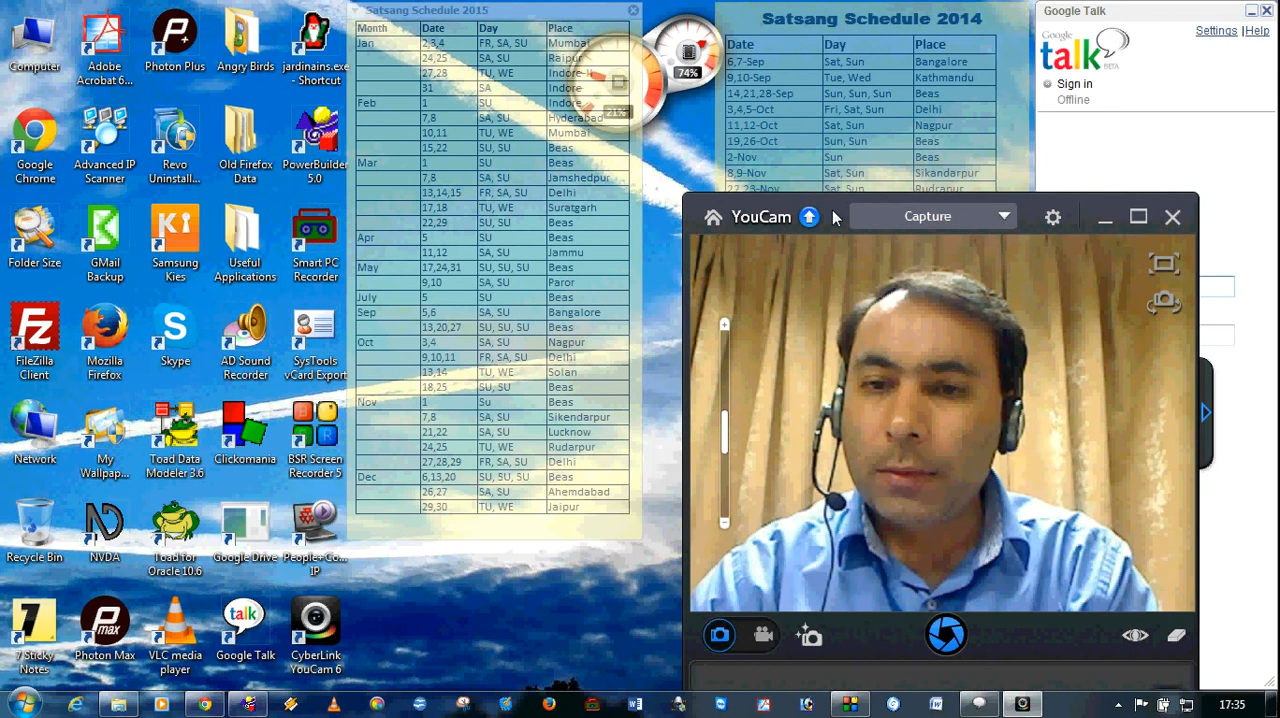 Computer
Adobe
Acrobat 6...
Photon Plus
Angry Birds
jardinains.exe
- Shortcut
Google
Chrome
Advanced IP
Scanner
Revo
Uninstall...
Old Firefox
Data
PowerBuilder
5.0
Folder Size
GMail
Backup
Ki
Samsung
Kies
Useful
Applications
Smart PC
Recorder
FileZilla
Client
Mozilla
Firefox
Skype
AD Sound
Recorder
SysTools
vCard Export
Network
My
Wallpap...
Toad Data
Modeler 3.6
Clickomania
BSR Screen
Recorder 5
Recycle Bin
NVDA
Toad for
Oracle 10.6
Google Drive
People+Co...
IP
7 Sticky
Notes
Photon Max
VLC media
player
talk
Google Talk
CyberLink
YouCam 6
Satsang Schedule 2015
Month Date Day Place
Jan 2,3,4 FR, SA, SU Mumbai
24,25 SA, SU Raipur
27,28 TU, WE Indore-II
31 SA Indore
Feb 1 SU Indore
7,8 SA, SU Hyderabad
10,11 TU, WE Mumbai
15,22 SU, SU Beas
Mar 1 SU Beas
7,8 SA, SU Jamshedpur
13,14,15 FR, SA, SU Delhi
17,18 TU, WE Suratgarh
22,29 SU, SU Beas
Apr 5 SU Beas
11,12 SA, SU Jammu
May 17,24,31 SU, SU, SU Beas
9,10 SA, SU Paror
July 5 SU Beas
Sep 5,6 SA, SU Bangalore
13,20,27 SU, SU, SU Beas
Oct 3,4 SA, SU Nagpur
9,10,11 FR, SA, SU Delhi
13,14 TU, WE Solan
18,25 SU, SU Beas
Nov 1 Su Beas
7,8 SA, SU Sikendarpur
21,22 SA, SU Lucknow
24,25 TU, WE Rudarpur
27,28,29 FR, SA, SU Delhi
Dec 6,13,20 SU, SU, SU Beas
26,27 SA, SU Ahemdabad
29,30 TU, WE Jaipur
21%
74%
Satsang Schedule 2014
Date Day Place
6,7-Sep Sat, Sun Bangalore
9,10-Sep Tue, Wed Kathmandu
14,21,28-Sep Sun, Sun, Sun Beas
3,4,5-Oct Fri, Sat, Sun Delhi
11,12-Oct Sat, Sun Nagpur
19,26-Oct Sun, Sun Beas
2-Nov Sun Beas
8,9-Nov Sat, Sun Sikandarpur
22,23-Nov Sat, Sun Rudrapur
Google Talk
Settings | Help
Google
talk
BETA
Sign in
Offline
YouCam
Capture
17:35